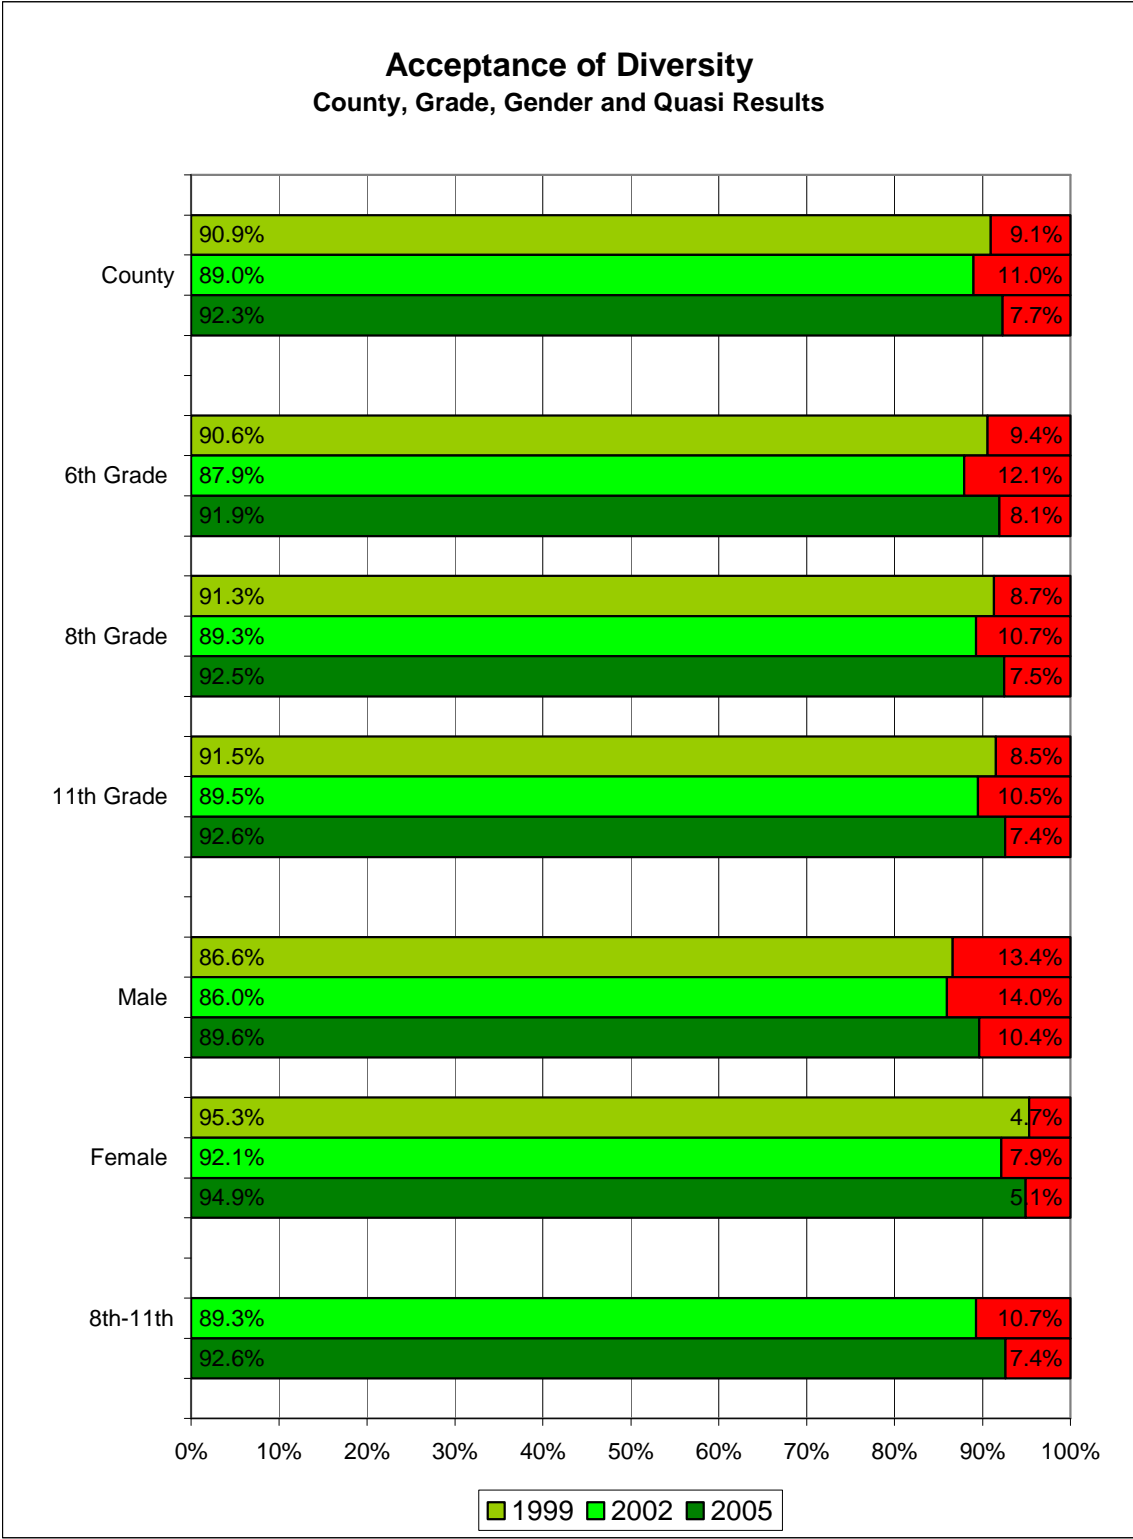 Acceptance of Diversity
County, Grade, Gender and Quasi Results
90.9% 9.1%
County 89.0% 11.0%
92.3% 7.7%
90.6% 9.4%
6th Grade 87.9% 12.1%
91.9% 8.1%
91.3% 8.7%
8th Grade 89.3% 10.7%
92.5% 7.5%
91.5% 8.5%
11th Grade 89.5% 10.5%
92.6% 7.4%
86.6% 13.4%
Male 86.0% 14.0%
89.6% 10.4%
95.3% 4.7%
Female 92.1% 7.9%
94.9% 5.1%
8th-11th 89.3% 10.7%
92.6% 7.4%
0% 10% 20% 30% 40% 50% 60% 70% 80% 90% 100%
1999 2002 2005